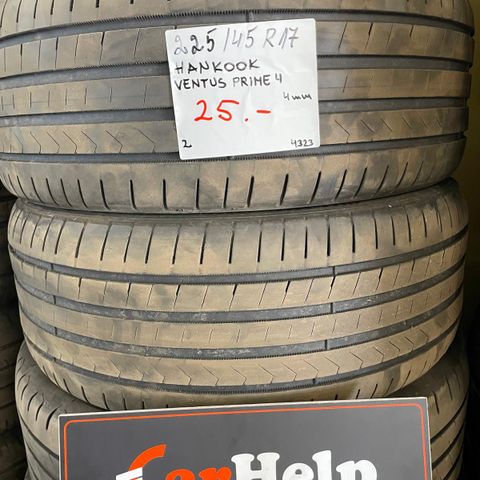 225/45 R17
HANKOOK
VENTUS PRIME 4
4mm
25.-
2 4323
CarHelp